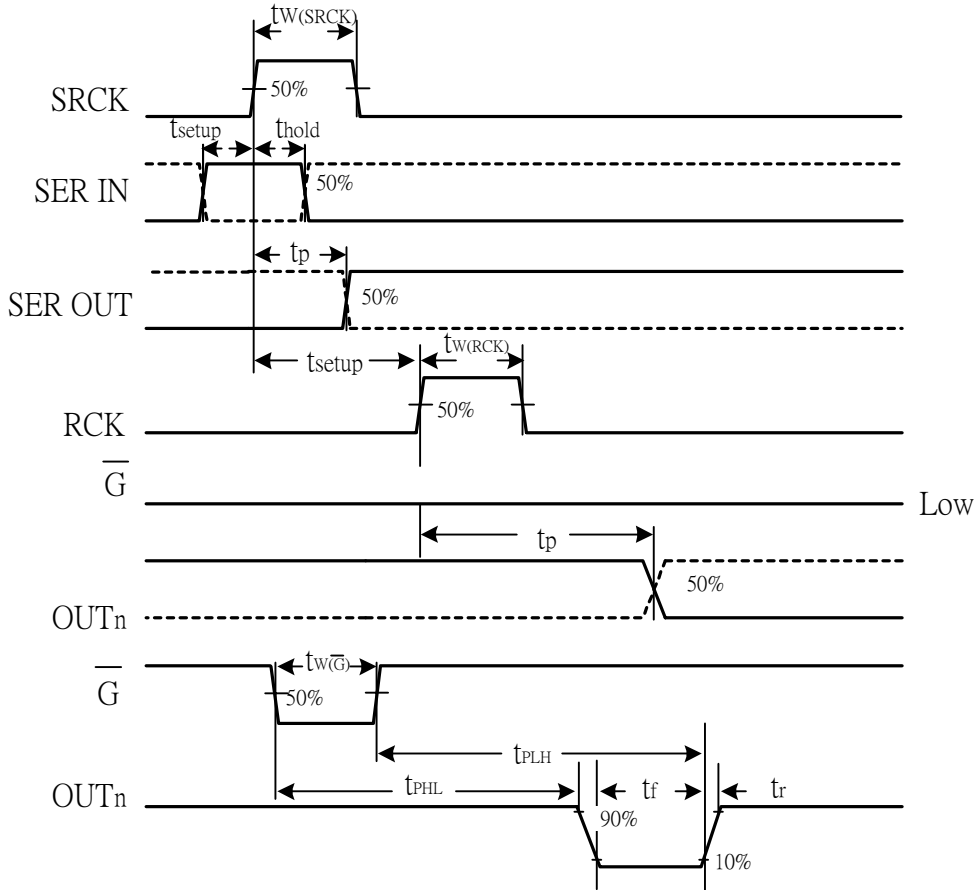 tW(SRCK)
SRCK
50%
tsetup
thold
SER IN
50%
tp
SER OUT
50%
tsetup
tW(RCK)
RCK
50%
G̅
Low
tp
OUTn
50%
G̅
tW(G̅)
50%
tPLH
OUTn
tPHL
tf
tr
90%
10%